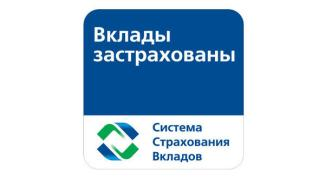 Вклады
застрахованы
Система
Страхования
Вкладов